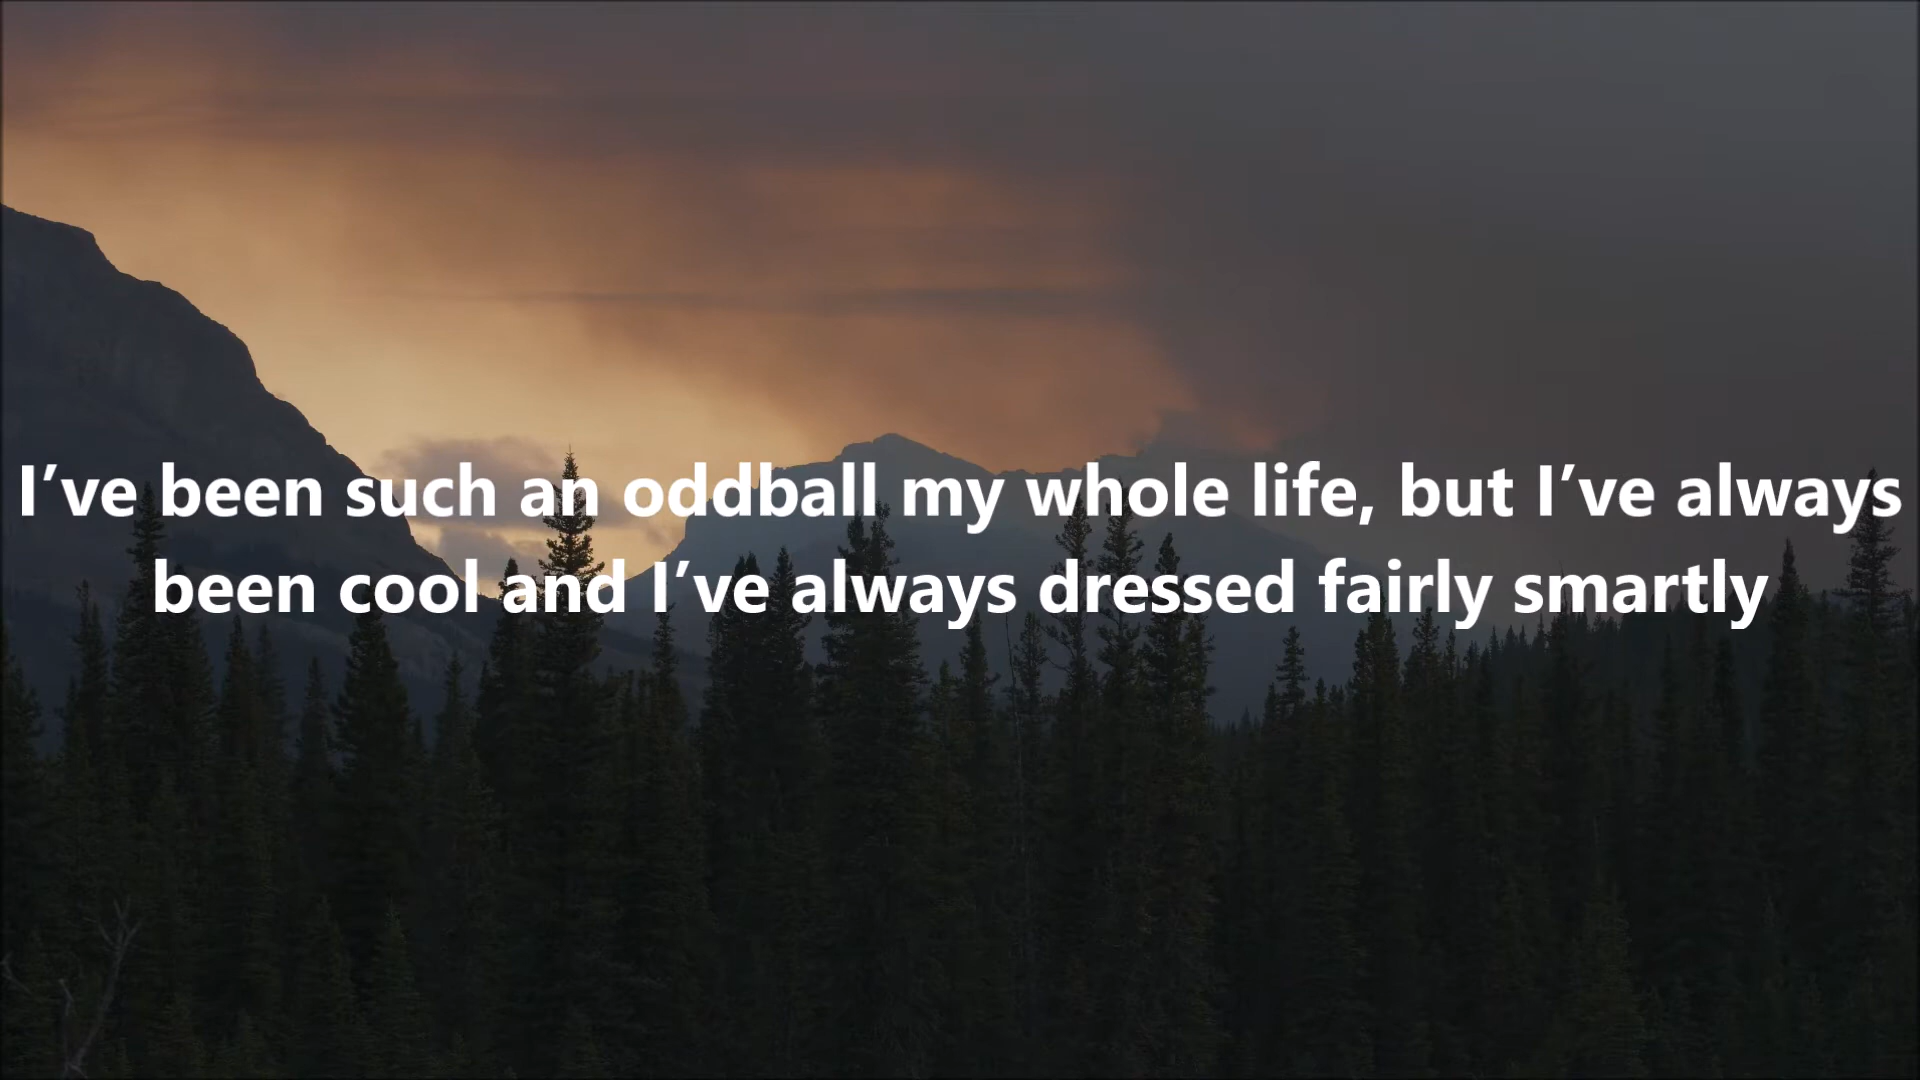 I’ve been such an oddball my whole life, but I’ve always
been cool and I’ve always dressed fairly smartly